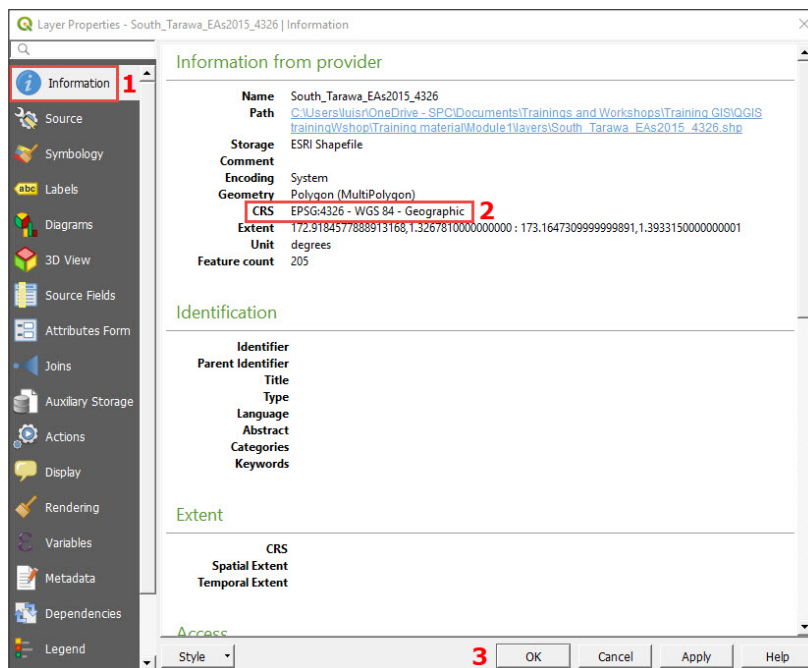 Layer Properties - South_Tarawa_EAs2015_4326 | Information
Information 1
Source
Symbology
abc Labels
Diagrams
3D View
Source Fields
Attributes Form
Joins
Auxiliary Storage
Actions
Display
Rendering
Variables
Metadata
Dependencies
Legend
Information from provider
Name South_Tarawa_EAs2015_4326
Path C:\Users\luisr\OneDrive - SPC\Documents\Trainings and Workshops\Training GIS\QGIS
trainingWshop\Training material\Module1\layers\South_Tarawa_EAs2015_4326.shp
Storage ESRI Shapefile
Comment
Encoding System
Geometry Polygon (MultiPolygon)
CRS EPSG:4326 - WGS 84 - Geographic 2
Extent 172.9184577888913168,1.3267810000000000 : 173.1647309999999891,1.3933150000000001
Unit degrees
Feature count 205
Identification
Identifier
Parent Identifier
Title
Type
Language
Abstract
Categories
Keywords
Extent
CRS
Spatial Extent
Temporal Extent
Access
Style 3 OK Cancel Apply Help